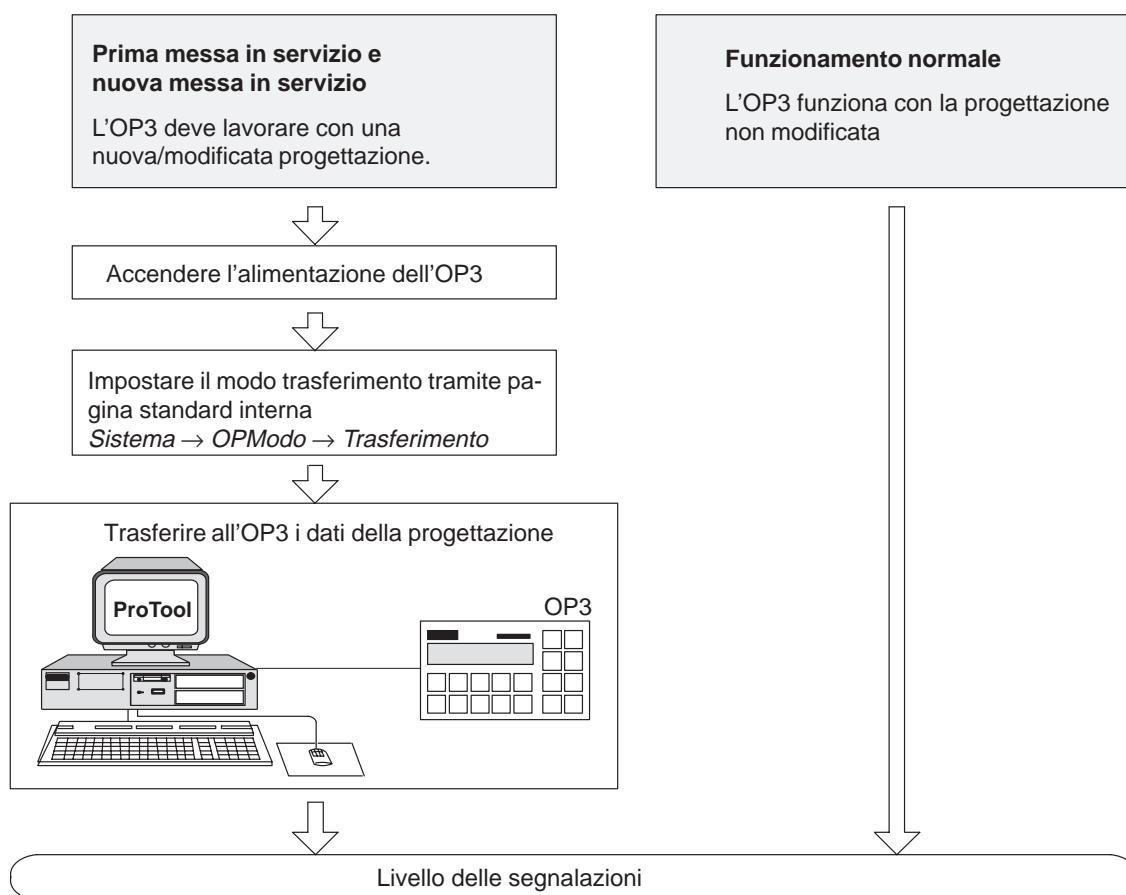 Prima messa in servizio e
nuova messa in servizio
L'OP3 deve lavorare con una
nuova/modificata progettazione.
Funzionamento normale
L'OP3 funziona con la progettazione
non modificata
Accendere l'alimentazione dell'OP3
Impostare il modo trasferimento tramite pa-
gina standard interna
Sistema → OPModo → Trasferimento
Trasferire all'OP3 i dati della progettazione
ProTool
OP3
Livello delle segnalazioni